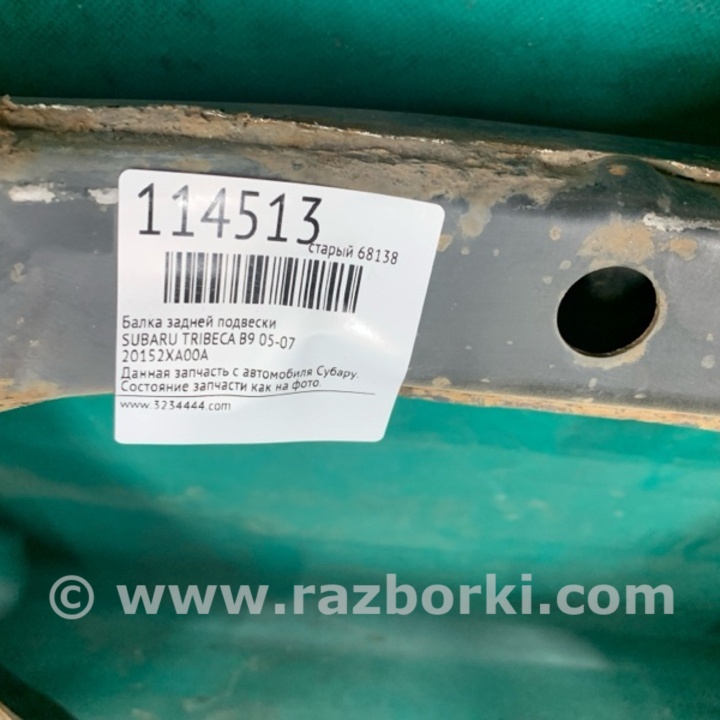 114513
старый 68138
Балка задней подвески
SUBARU TRIBECA B9 05-07
20152XA00A
Данная запчасть с автомобиля Субару.
Состояние запчасти как на фото.
www.3234444.com
© www.razborki.com